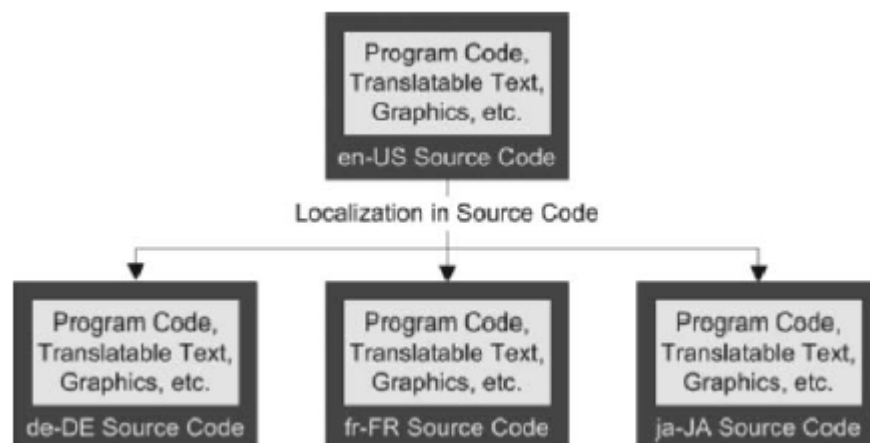 Program Code,
Translatable Text,
Graphics, etc.
en-US Source Code
Localization in Source Code
Program Code,
Translatable Text,
Graphics, etc.
de-DE Source Code
Program Code,
Translatable Text,
Graphics, etc.
fr-FR Source Code
Program Code,
Translatable Text,
Graphics, etc.
ja-JA Source Code